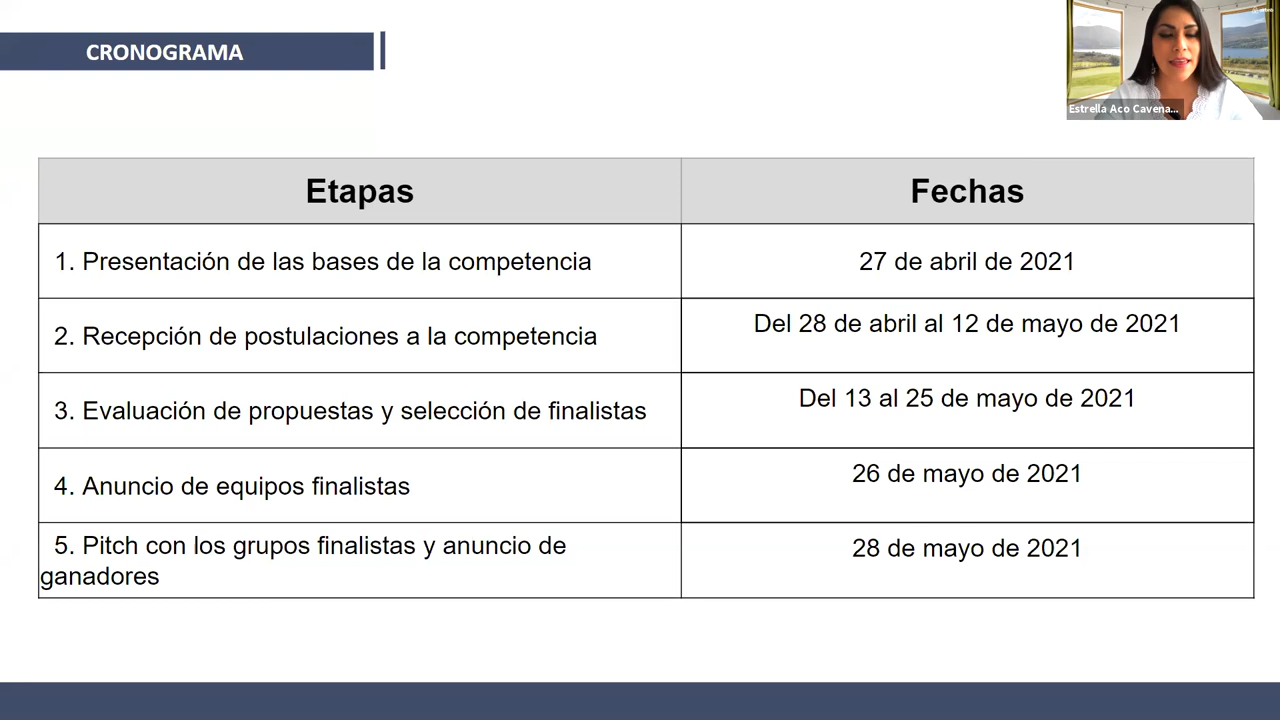 CRONOGRAMA
Estrella Aco Cavena...
Etapas
Fechas
1. Presentación de las bases de la competencia
27 de abril de 2021
2. Recepción de postulaciones a la competencia
Del 28 de abril al 12 de mayo de 2021
3. Evaluación de propuestas y selección de finalistas
Del 13 al 25 de mayo de 2021
4. Anuncio de equipos finalistas
26 de mayo de 2021
5. Pitch con los grupos finalistas y anuncio de
ganadores
28 de mayo de 2021